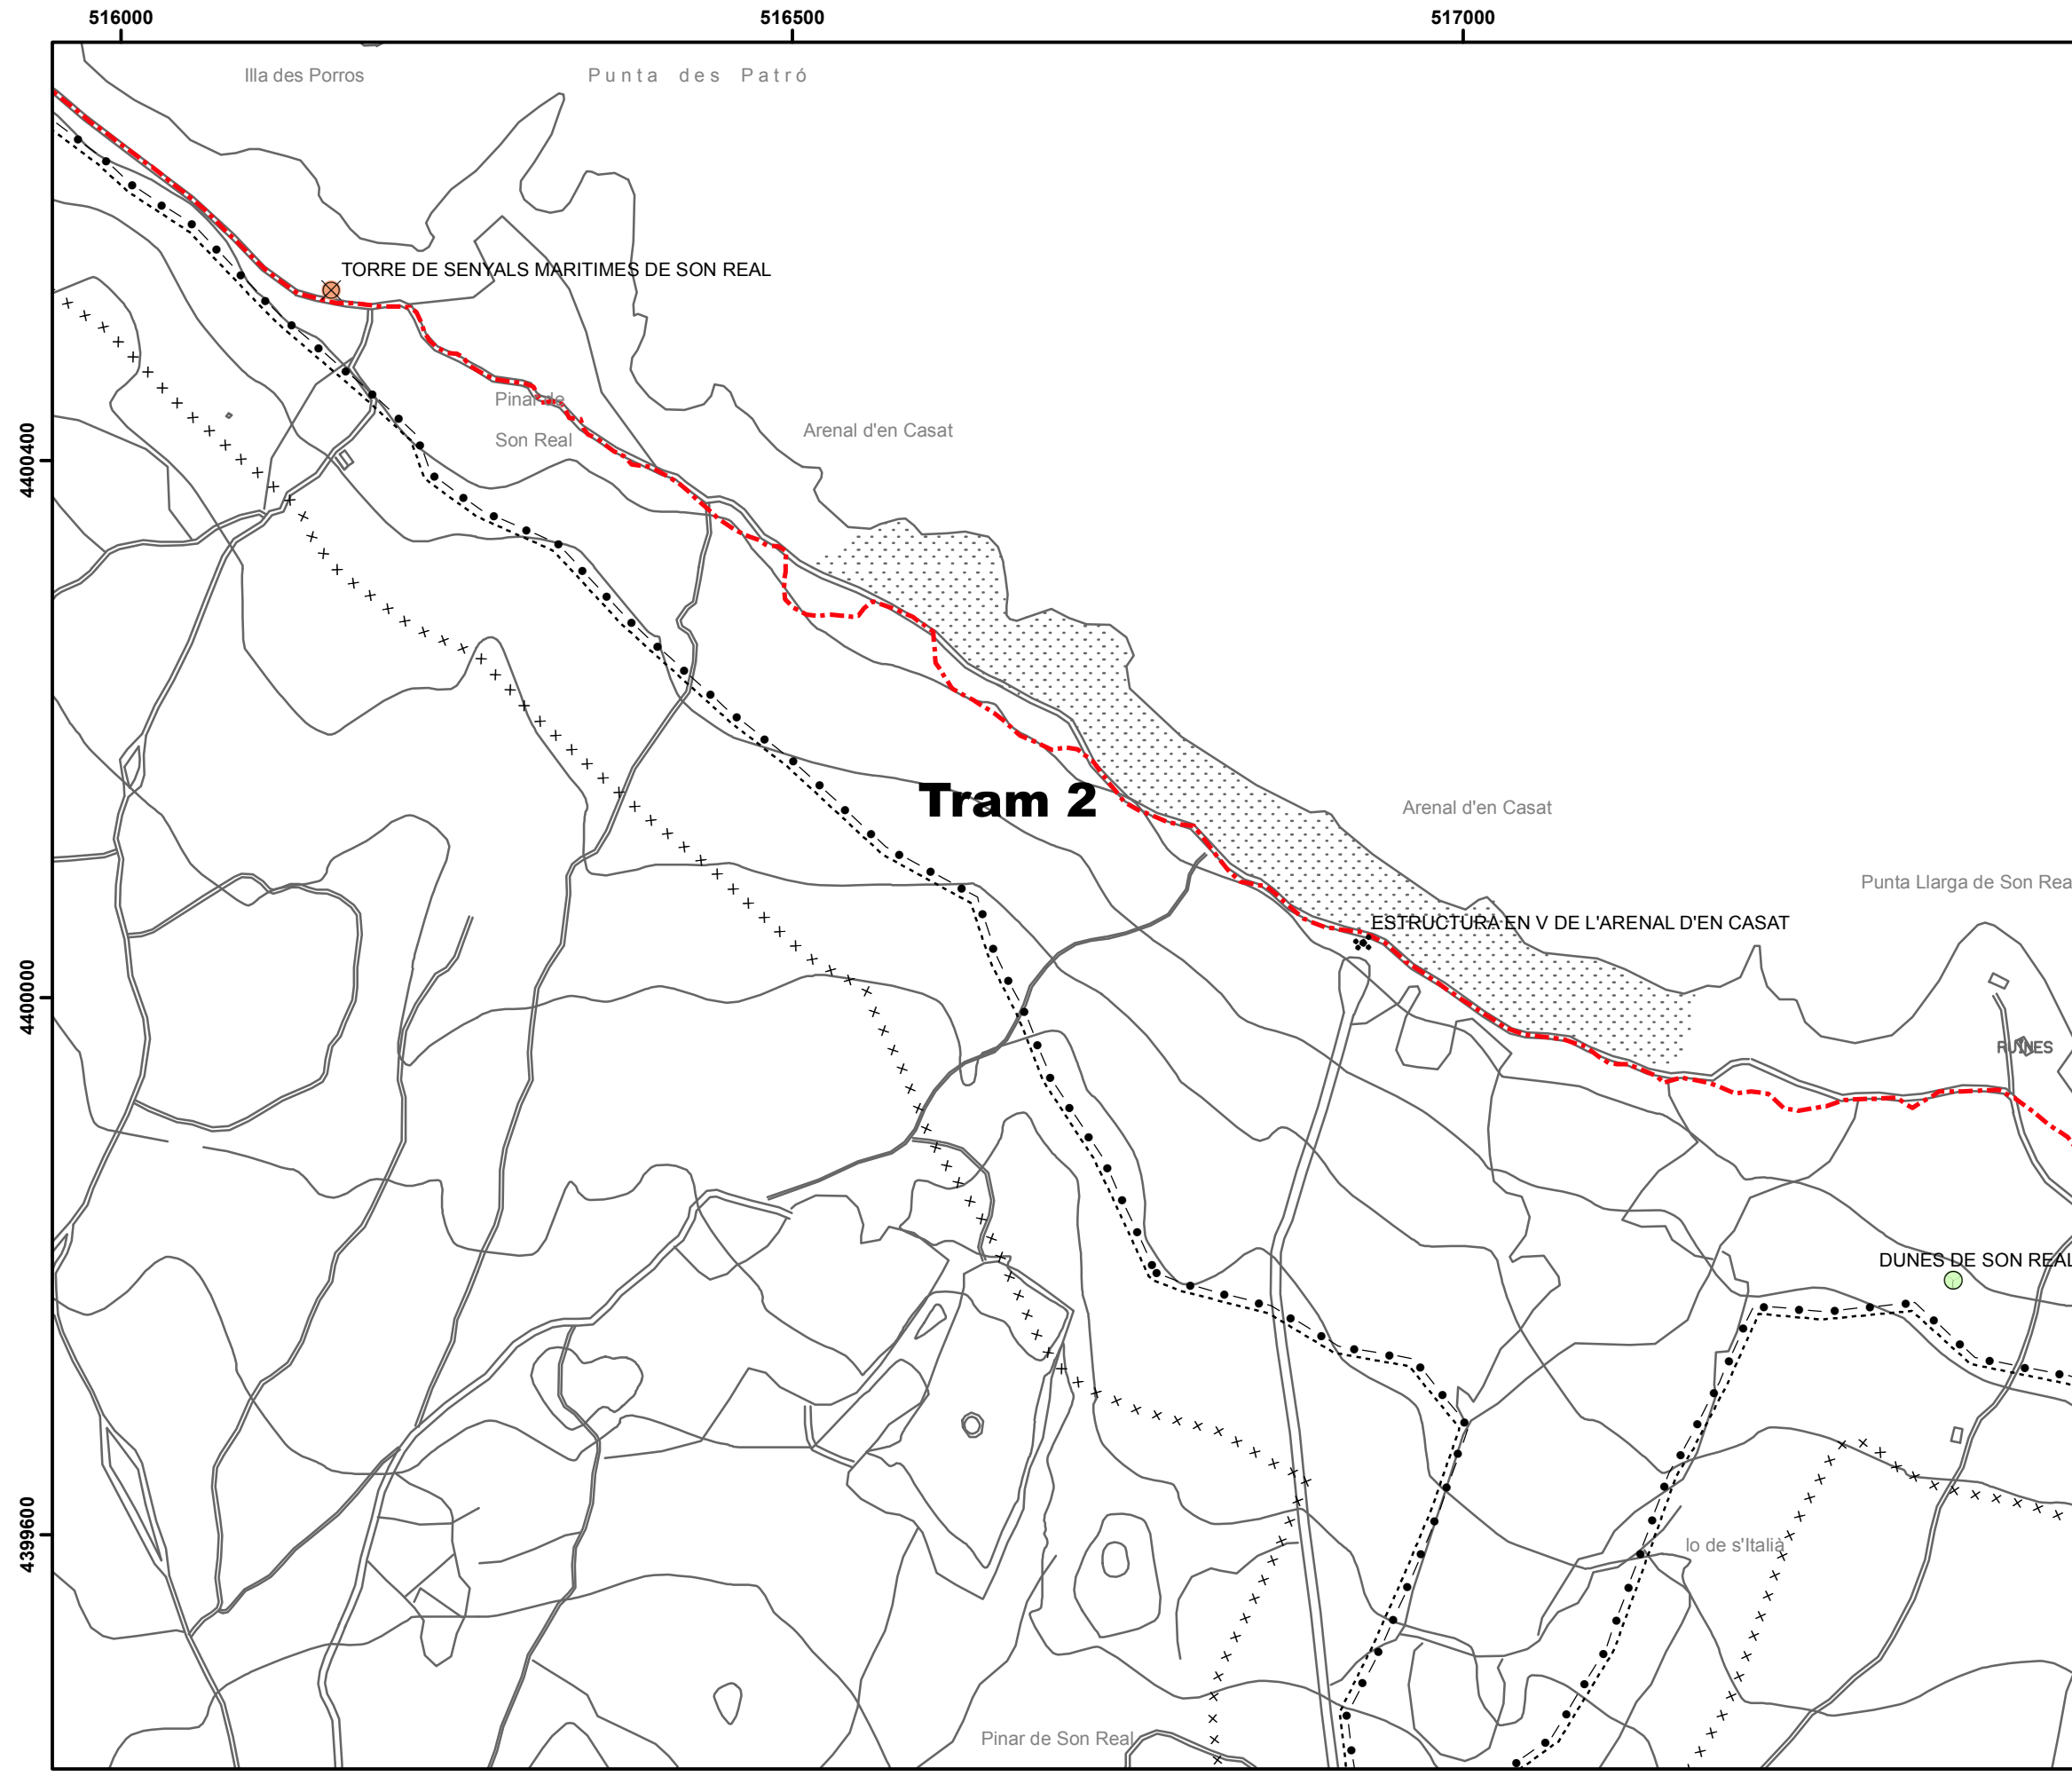 516000
516500
517000
Illa des Porros
Punta des Patró
TORRE DE SENYALS MARITIMES DE SON REAL
Pinar de
Son Real
Arenal d'en Casat
4400400
Tram 2
Arenal d'en Casat
Punta Llarga de Son Rea
ESTRUCTURA EN V DE L'ARENAL D'EN CASAT
4400000
RUÏNES
DUNES DE SON REAL
4399600
lo de s'Italià
Pinar de Son Real